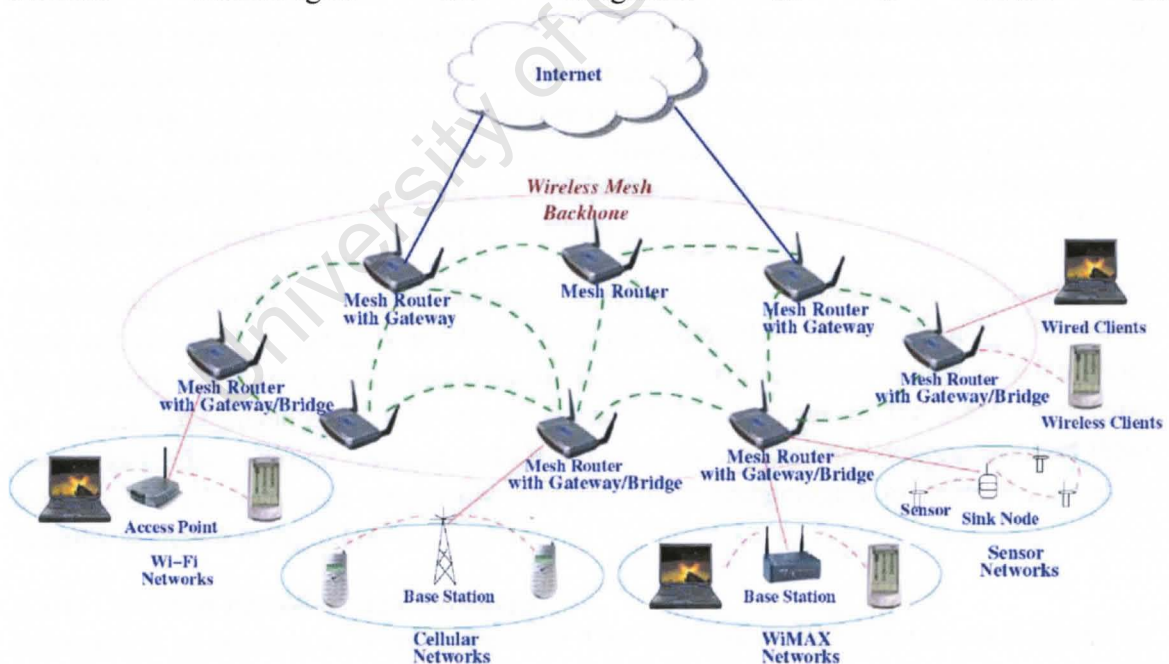 Internet
Wireless Mesh
Backbone
Mesh Router
with Gateway
Mesh Router
Mesh Router
with Gateway
Wired Clients
Mesh Router
with Gateway/Bridge
Mesh Router
with Gateway/Bridge
Wireless Clients
Mesh Router
with Gateway/Bridge
Mesh Router
with Gateway/Bridge
Access Point
Sensor
Sink Node
Wi-Fi
Networks
Sensor
Networks
Base Station
Base Station
Cellular
Networks
WiMAX
Networks
University of